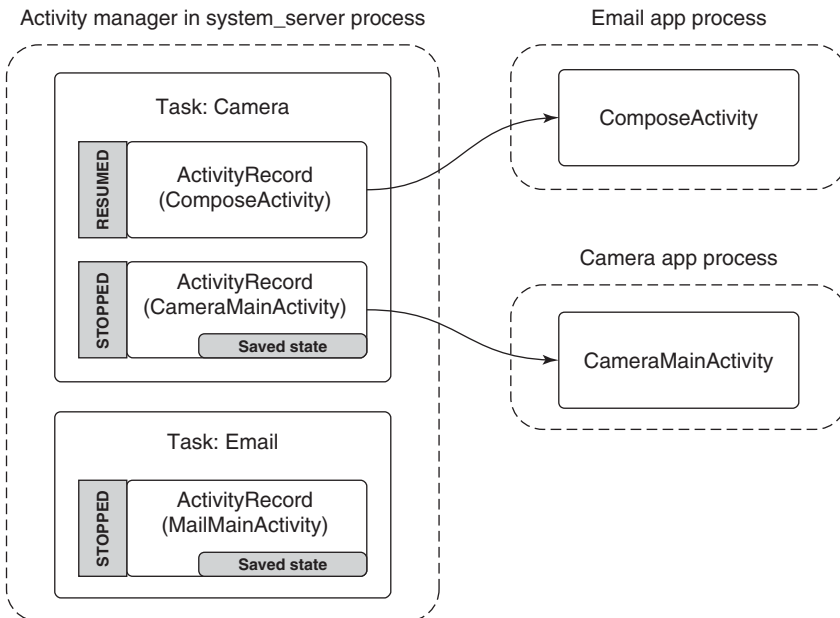 Activity manager in system_server process
Task: Camera
RESUMED
ActivityRecord
(ComposeActivity)
STOPPED
ActivityRecord
(CameraMainActivity)
Saved state
Task: Email
STOPPED
ActivityRecord
(MailMainActivity)
Saved state
Email app process
ComposeActivity
Camera app process
CameraMainActivity